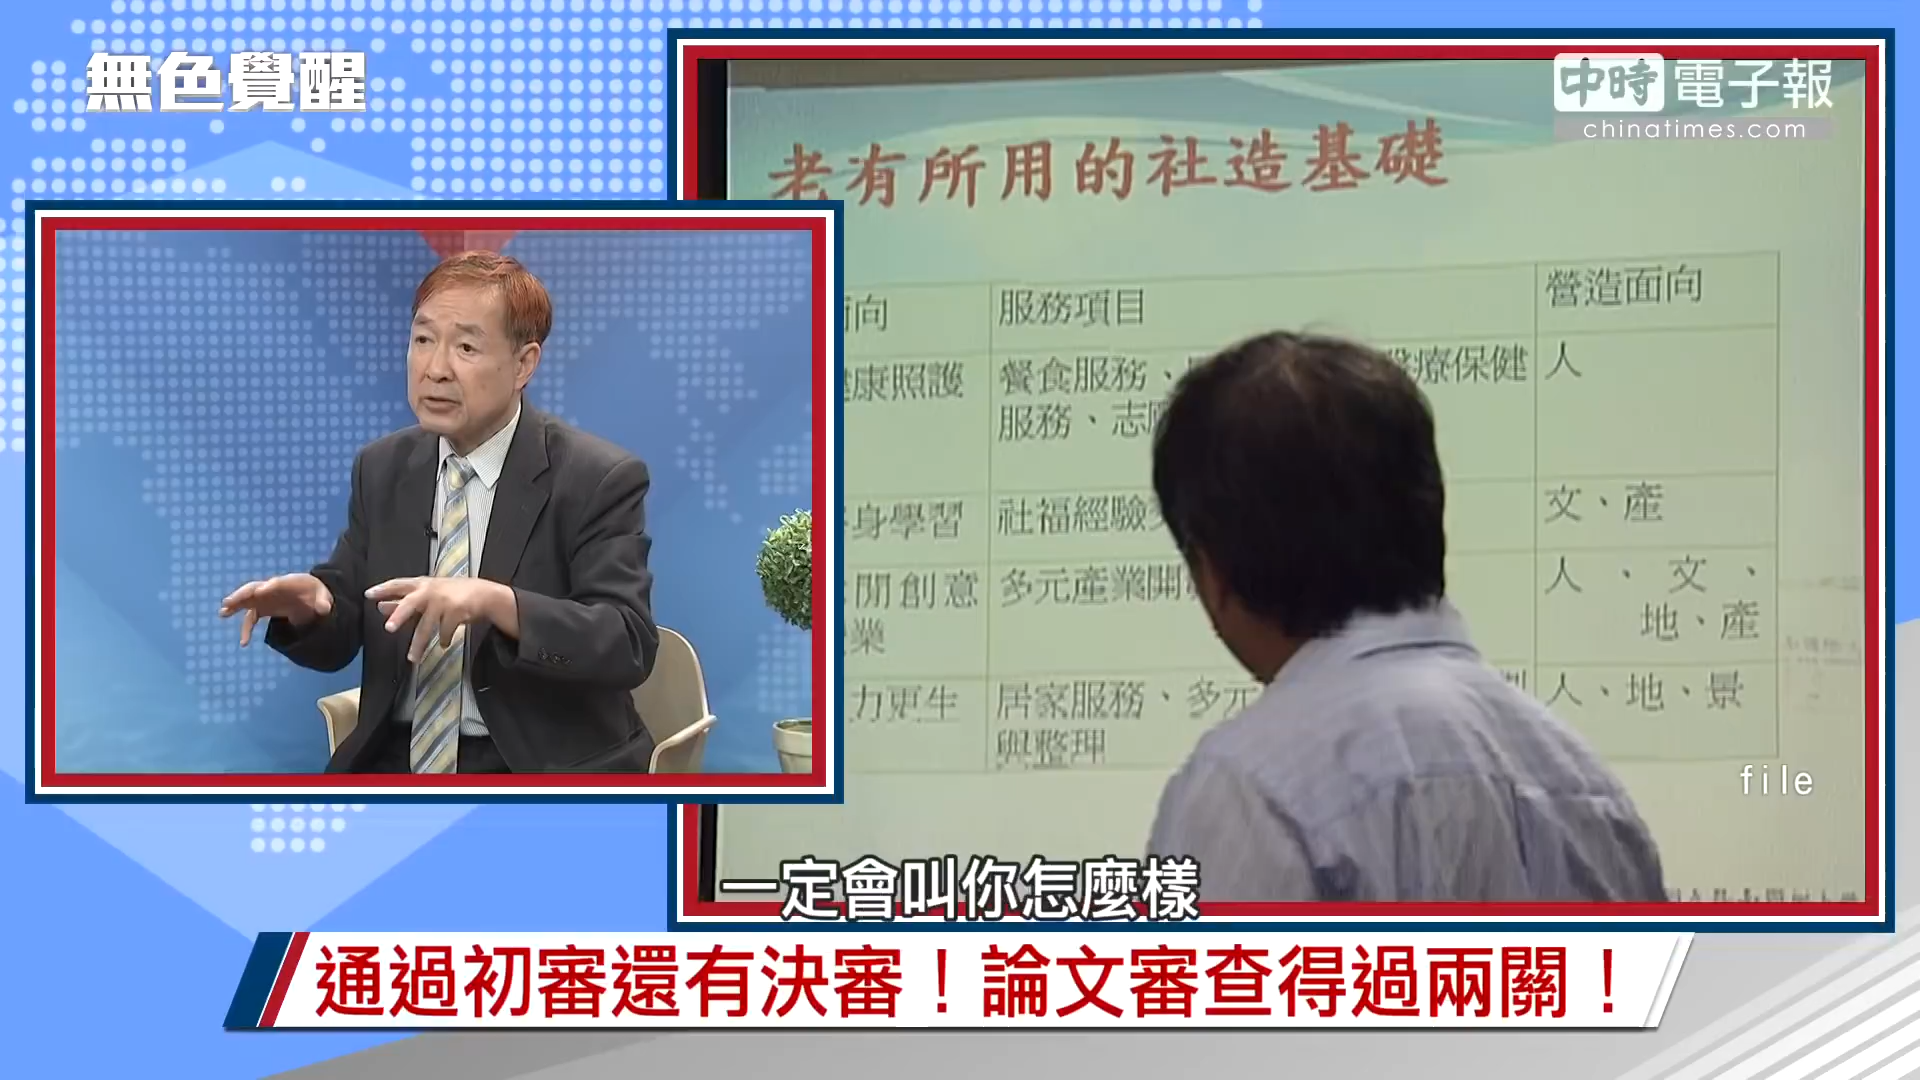 無色覺醒
中時電子報
chinatimes.com
老有所用的社造基礎
面向 服務項目 營造面向
康照護 餐食服務、 醫療保健 人
服務、志
身學習 社福經驗 文、產
閒創意 多元產業開 人、文、
業 地、產
力更生 居家服務、多元 人、地、景
與整理
file
一定會叫你怎麼樣
通過初審還有決審！論文審查得過兩關！